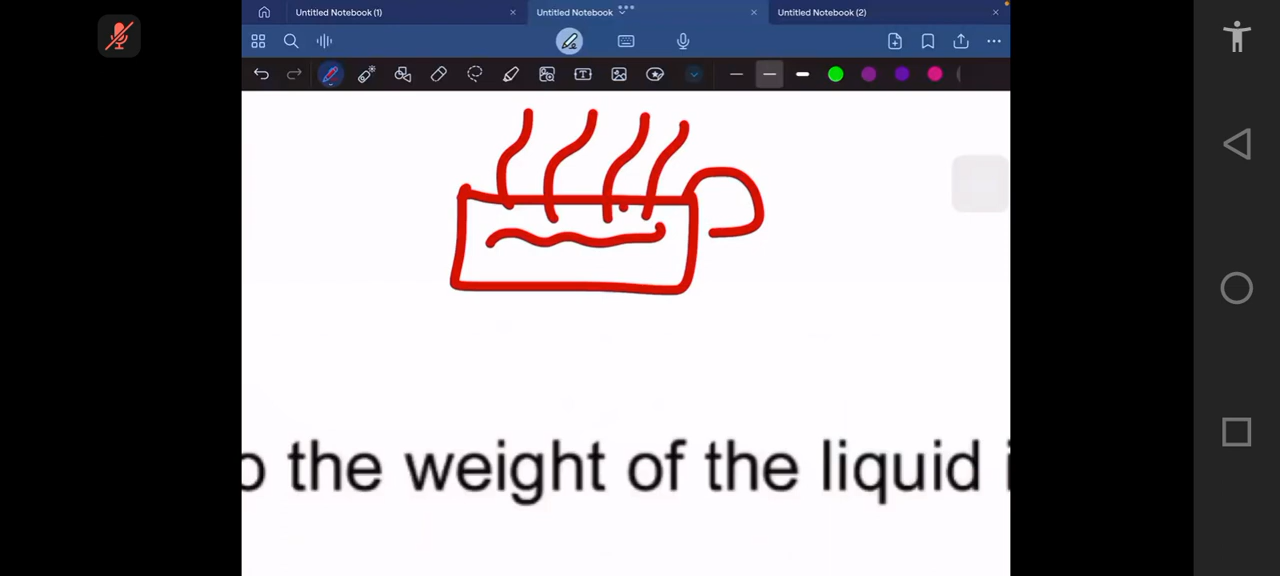 Untitled Notebook (1)
Untitled Notebook
Untitled Notebook (2)
the weight of the liquid